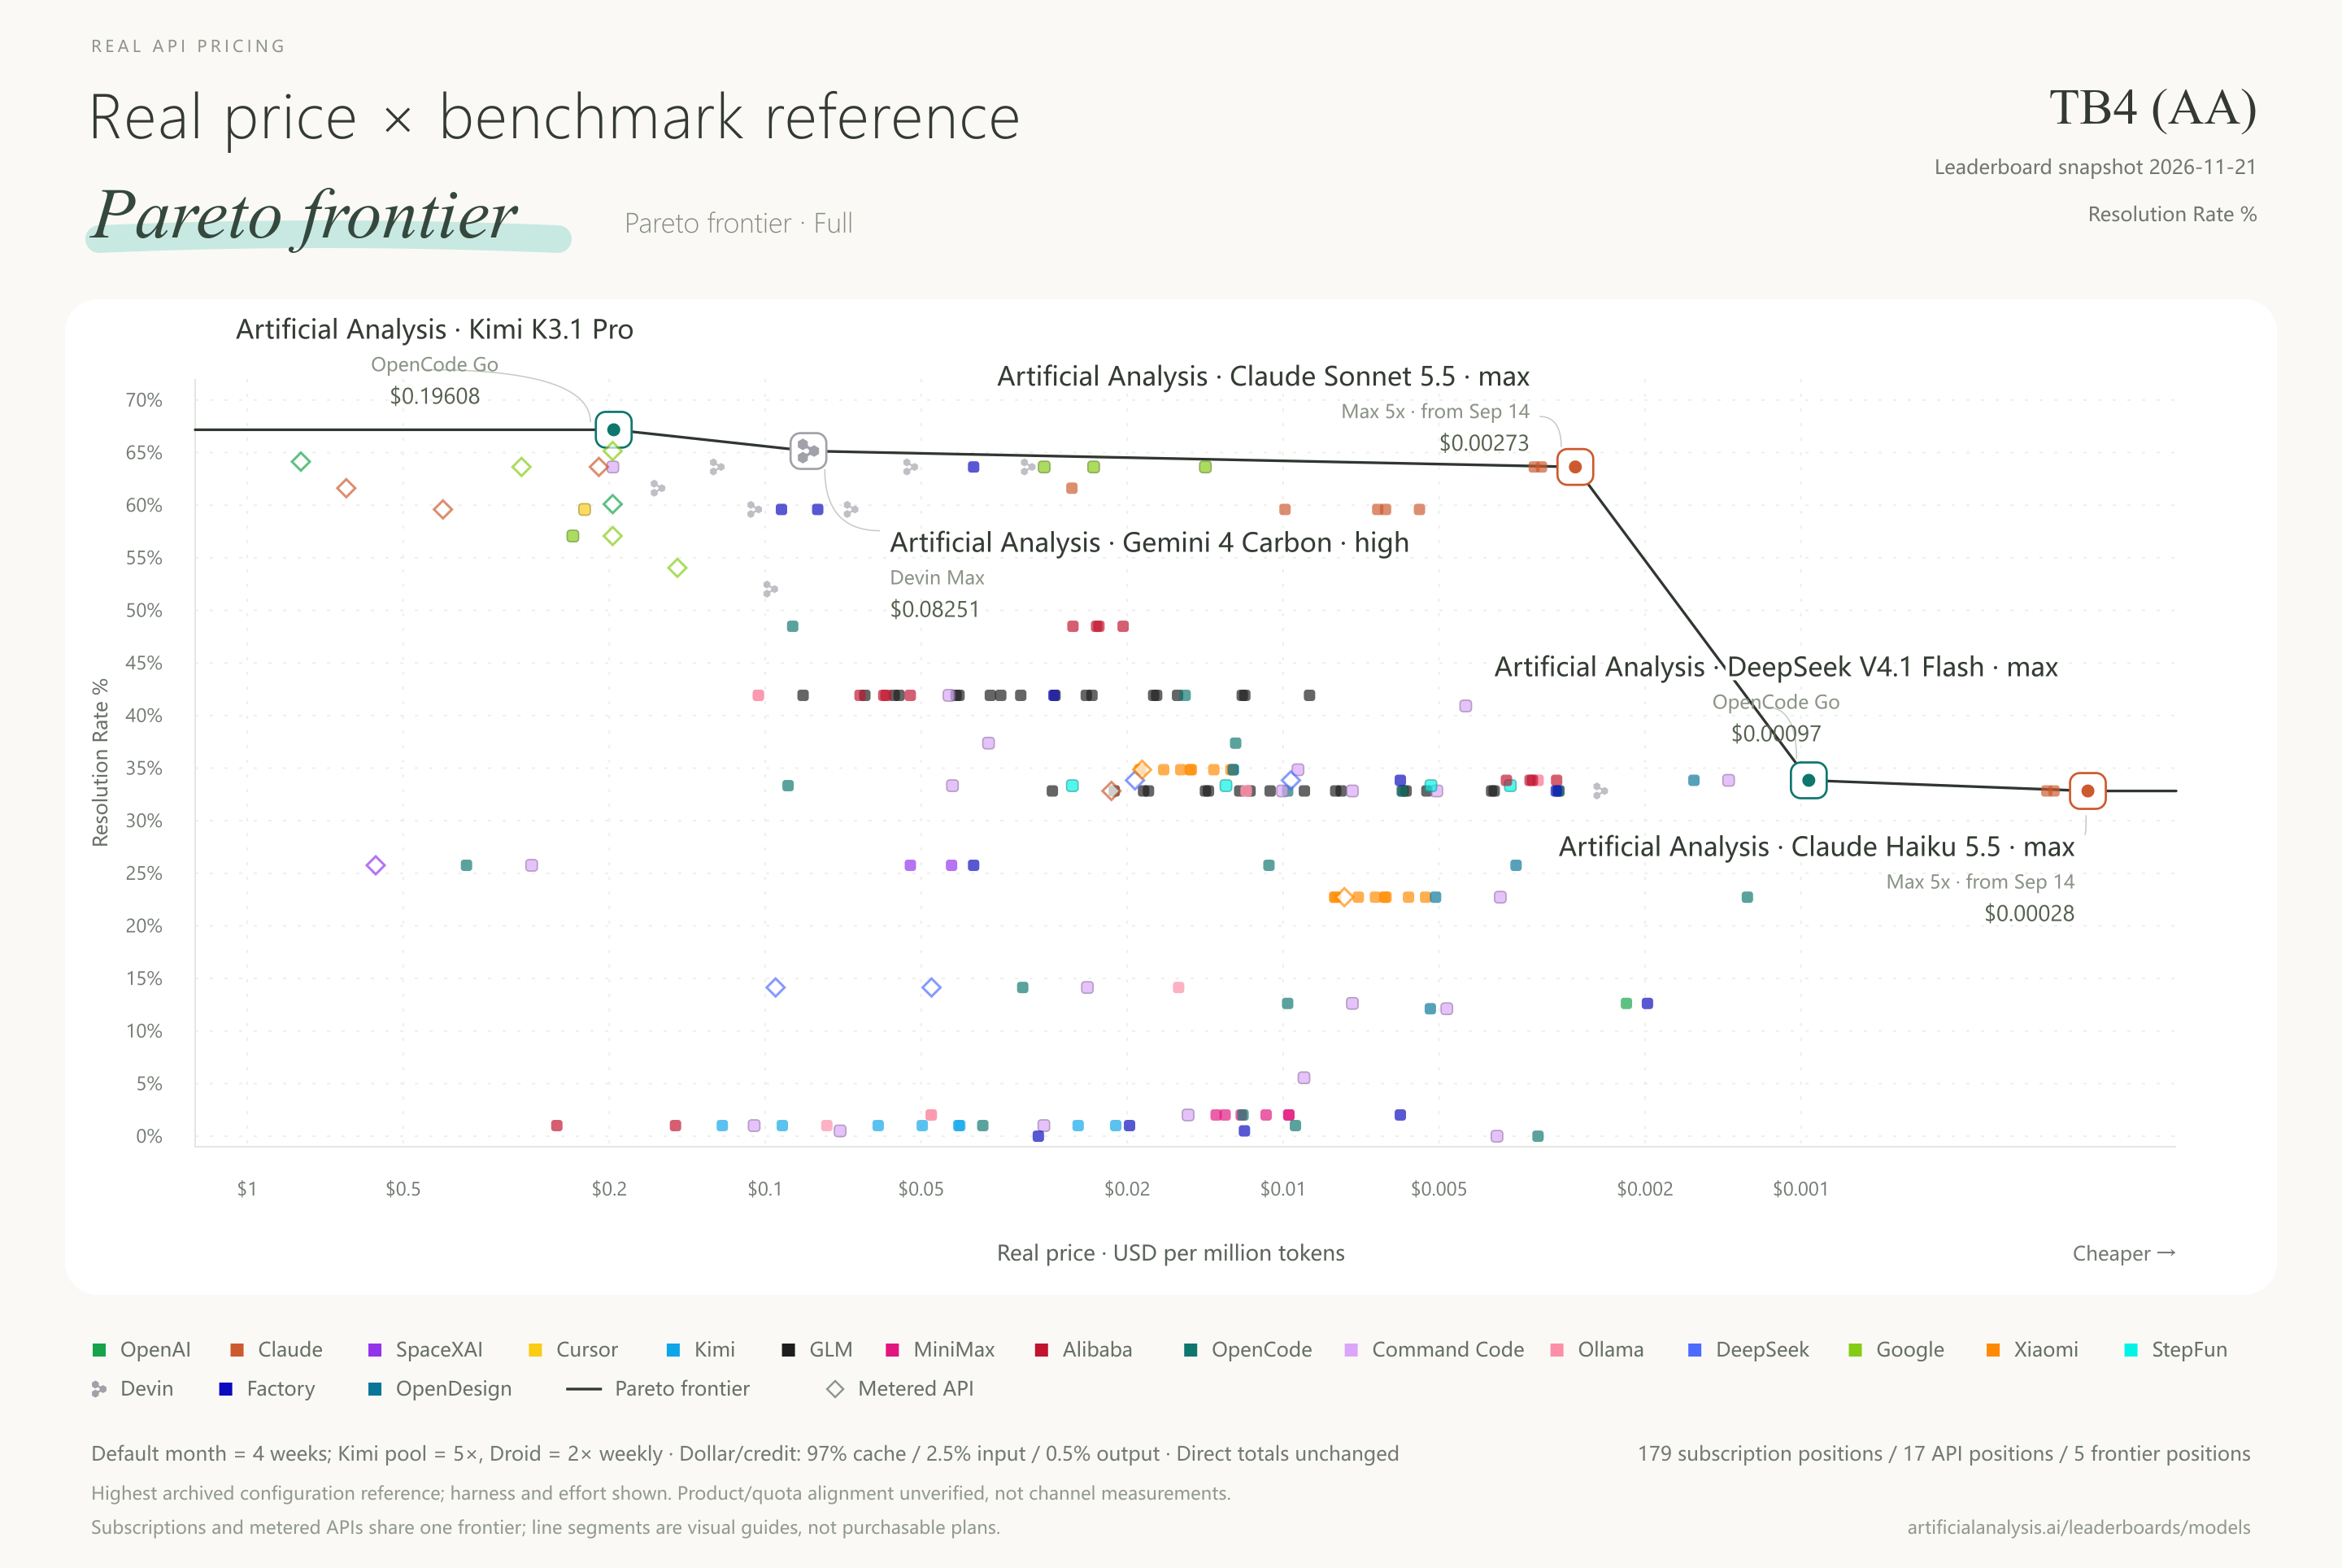 REAL API PRICING
Real price × benchmark reference
TB4 (AA)
Leaderboard snapshot 2026-11-21
Pareto frontier
Pareto frontier · Full
Resolution Rate %
Artificial Analysis · Kimi K3.1 Pro
OpenCode Go
$0.19608
Artificial Analysis · Claude Sonnet 5.5 · max
Max 5x · from Sep 14
$0.00273
Artificial Analysis · Gemini 4 Carbon · high
Devin Max
$0.08251
Artificial Analysis · DeepSeek V4.1 Flash · max
OpenCode Go
$0.00097
Artificial Analysis · Claude Haiku 5.5 · max
Max 5x · from Sep 14
$0.00028
Resolution Rate %
70%
65%
60%
55%
50%
45%
40%
35%
30%
25%
20%
15%
10%
5%
0%
$1 $0.5 $0.2 $0.1 $0.05 $0.02 $0.01 $0.005 $0.002 $0.001
Real price · USD per million tokens
Cheaper →
OpenAI Claude SpaceXAI Cursor Kimi GLM MiniMax Alibaba OpenCode Command Code Ollama DeepSeek Google Xiaomi StepFun
Devin Factory OpenDesign Pareto frontier Metered API
Default month = 4 weeks; Kimi pool = 5×, Droid = 2× weekly · Dollar/credit: 97% cache / 2.5% input / 0.5% output · Direct totals unchanged
179 subscription positions / 17 API positions / 5 frontier positions
Highest archived configuration reference; harness and effort shown. Product/quota alignment unverified, not channel measurements.
Subscriptions and metered APIs share one frontier; line segments are visual guides, not purchasable plans.
artificialanalysis.ai/leaderboards/models